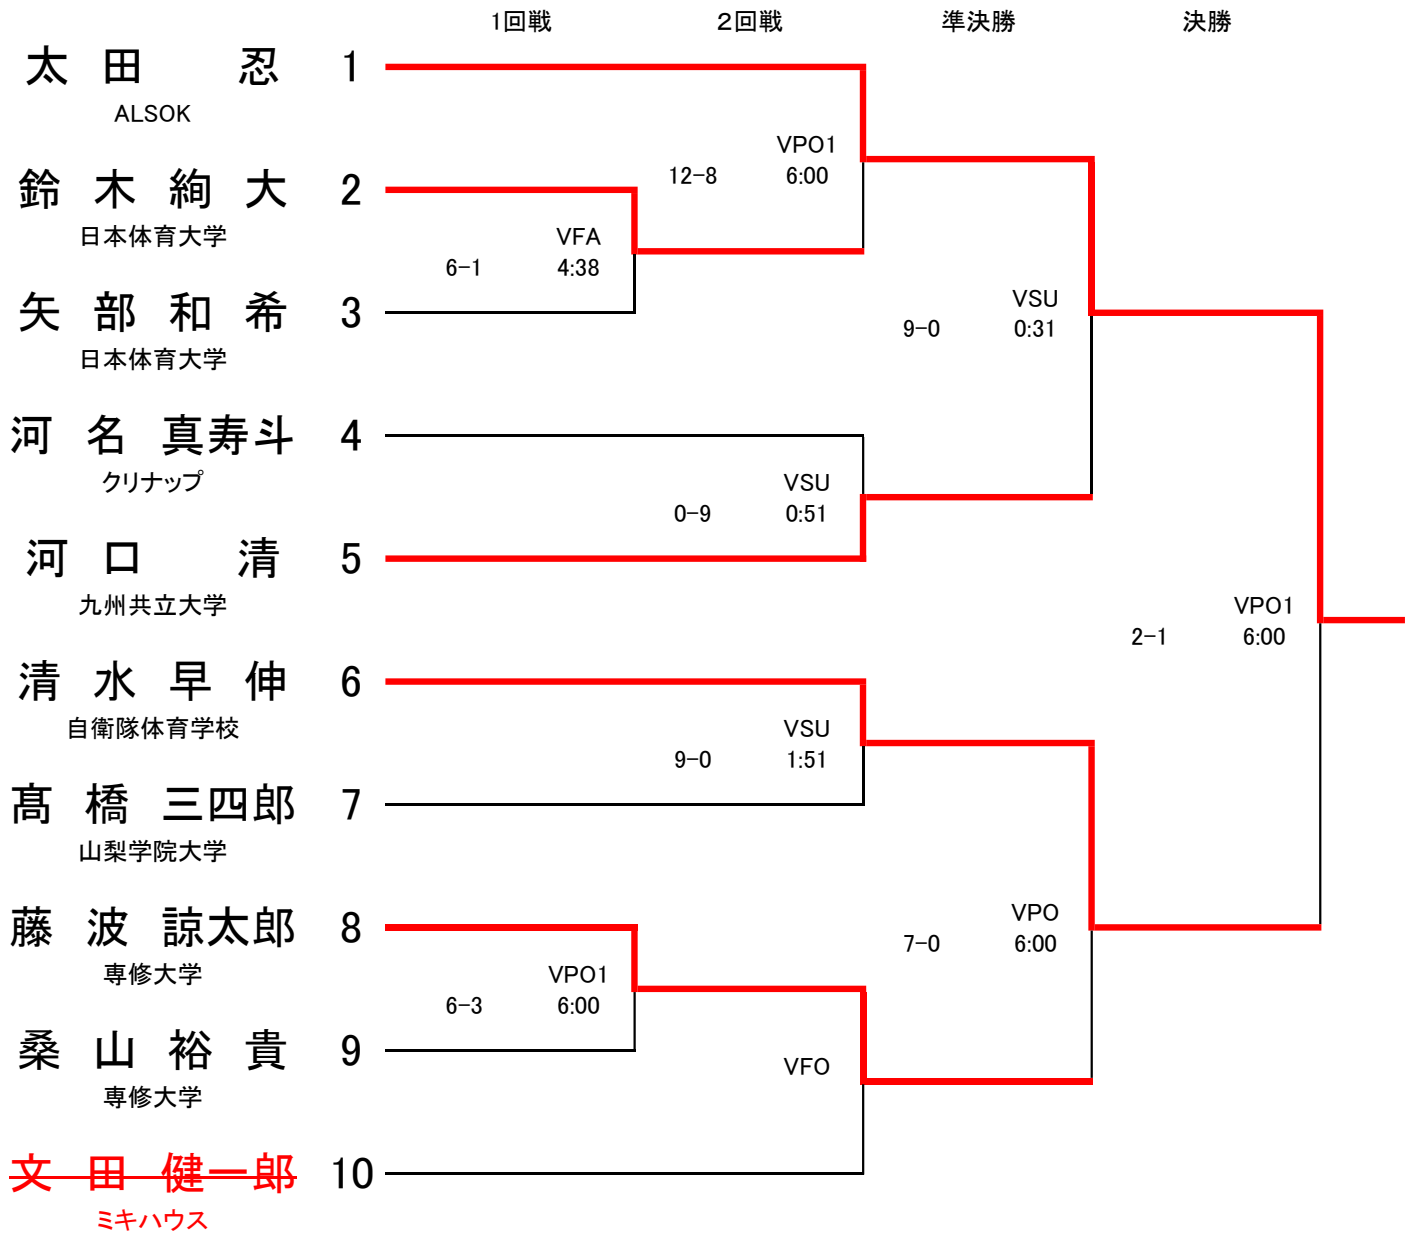 1回戦 2回戦 準決勝 決勝
太田 忍 1
ALSOK
VPO1
12-8 6:00
鈴木絢大 2
日本体育大学
VFA
6-1 4:38
矢部和希 3
日本体育大学
VSU
9-0 0:31
河名真寿斗 4
クリナップ
VSU
0-9 0:51
河口 清 5
九州共立大学
VPO1
2-1 6:00
清水早伸 6
自衛隊体育学校
VSU
9-0 1:51
髙橋三四郎 7
山梨学院大学
藤波諒太郎 8
専修大学
VPO
7-0 6:00
VPO1
6-3 6:00
桑山裕貴 9
専修大学
VFO
文田健一郎 10
ミキハウス